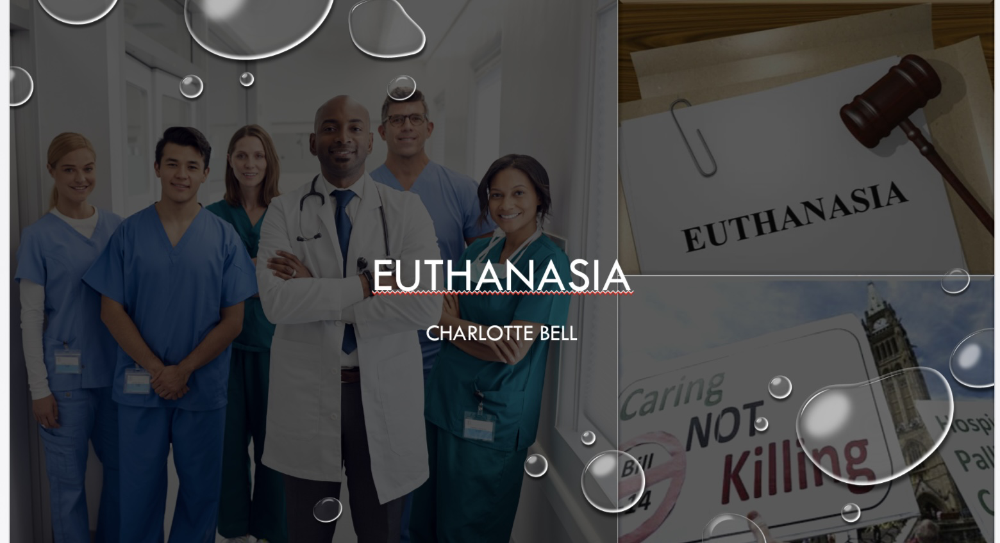 EUTHANASIA
EUTHANASIA
CHARLOTTE BELL
Caring
NOT
Killing
Bill
14